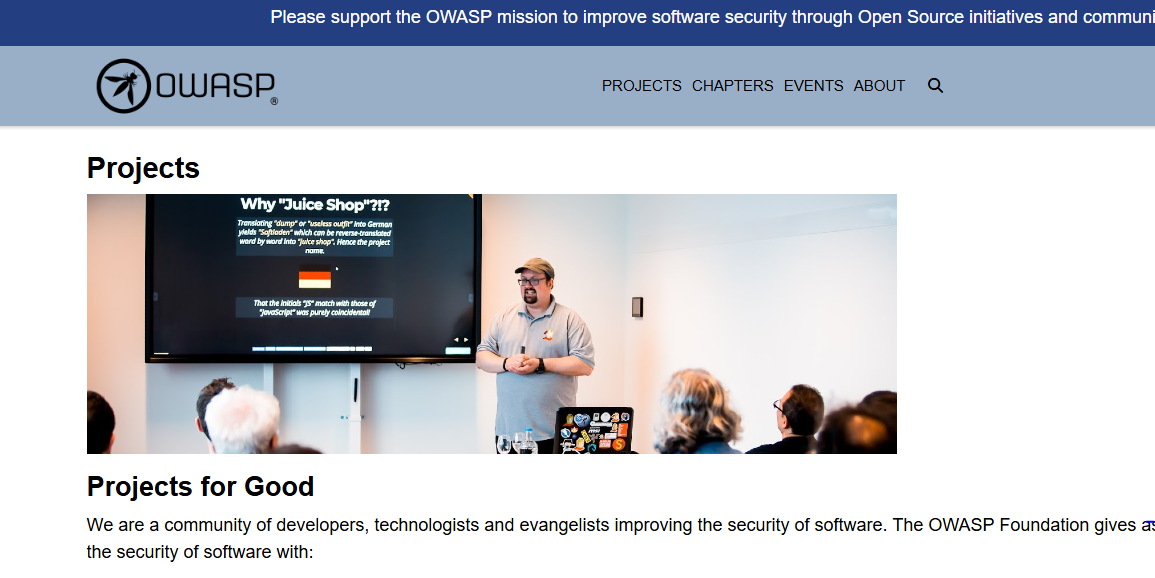 Please support the OWASP mission to improve software security through Open Source initiatives and communi
OWASP®
PROJECTS CHAPTERS EVENTS ABOUT
Projects
Why "Juice Shop"?!?
Translating "dump" or "useless outfit" into German
yields "Saftladen" which can be reverse-translated
word by word into "juice shop". Hence the project
name.
That the initials "JS" match with those of
"JavaScript" was purely coincidental!
msi
Projects for Good
We are a community of developers, technologists and evangelists improving the security of software. The OWASP Foundation gives as
the security of software with: